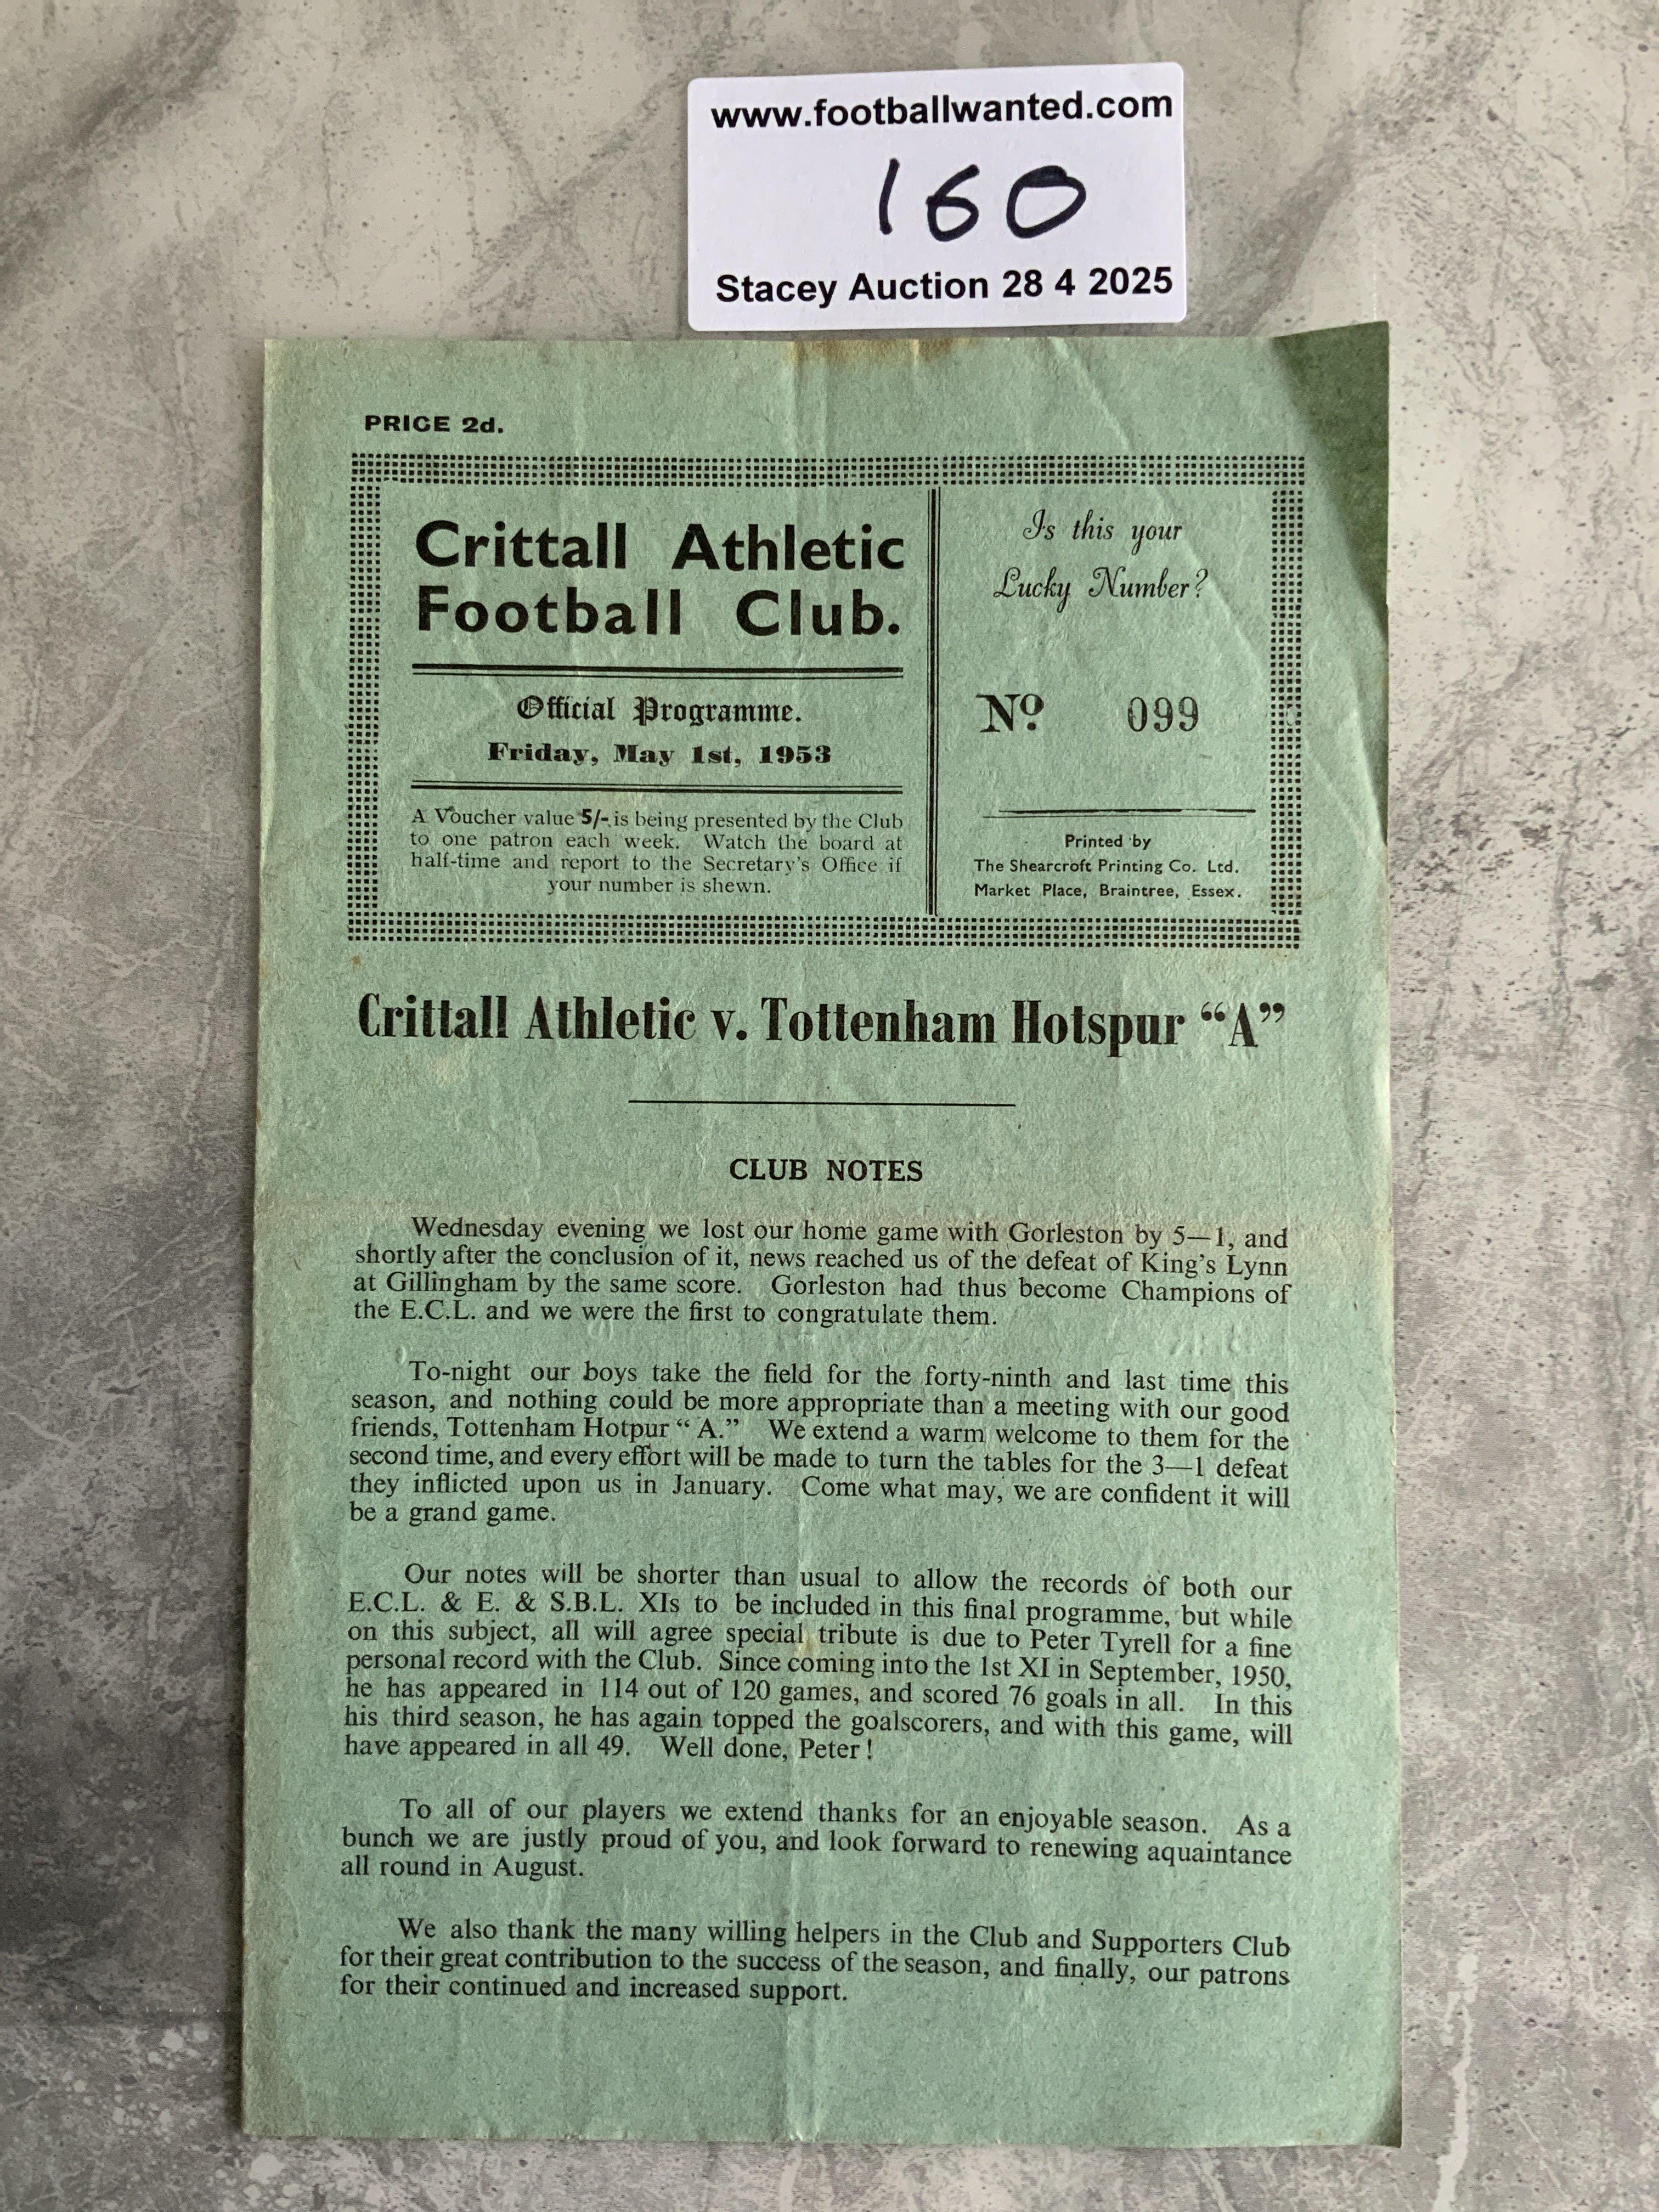 www.footballwanted.com
160
Stacey Auction 28 4 2025
PRICE 2d.
Crittall Athletic
Football Club.
Official Programme.
Friday, May 1st, 1953
A Voucher value 5/-, is being presented by the Club
to one patron each week. Watch the board at
half-time and report to the Secretary's Office if
your number is shewn.
Is this your
Lucky Number?
No. 099
Printed by
The Shearcroft Printing Co. Ltd.
Market Place, Braintree, Essex.
Crittall Athletic v. Tottenham Hotspur “A”
CLUB NOTES
Wednesday evening we lost our home game with Gorleston by 5—1, and
shortly after the conclusion of it, news reached us of the defeat of King's Lynn
at Gillingham by the same score. Gorleston had thus become Champions of
the E.C.L. and we were the first to congratulate them.
To-night our boys take the field for the forty-ninth and last time this
season, and nothing could be more appropriate than a meeting with our good
friends, Tottenham Hotpur “ A.” We extend a warm welcome to them for the
second time, and every effort will be made to turn the tables for the 3—1 defeat
they inflicted upon us in January. Come what may, we are confident it will
be a grand game.
Our notes will be shorter than usual to allow the records of both our
E.C.L. & E. & S.B.L. XIs to be included in this final programme, but while
on this subject, all will agree special tribute is due to Peter Tyrell for a fine
personal record with the Club. Since coming into the 1st XI in September, 1950,
he has appeared in 114 out of 120 games, and scored 76 goals in all. In this
his third season, he has again topped the goalscorers, and with this game, will
have appeared in all 49. Well done, Peter !
To all of our players we extend thanks for an enjoyable season. As a
bunch we are justly proud of you, and look forward to renewing aquaintance
all round in August.
We also thank the many willing helpers in the Club and Supporters Club
for their great contribution to the success of the season, and finally, our patrons
for their continued and increased support.